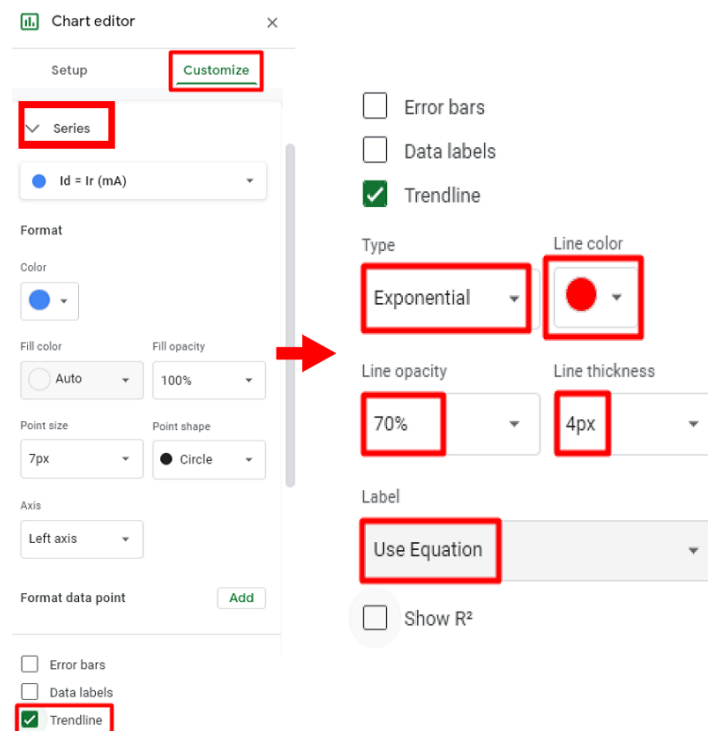 Chart editor
Setup Customize
Series
Id = Ir (mA)
Format
Color
Fill color Fill opacity
Auto 100%
Point size Point shape
7px Circle
Axis
Left axis
Format data point Add
Error bars
Data labels
Trendline
Error bars
Data labels
Trendline
Type Line color
Exponential
Line opacity Line thickness
70% 4px
Label
Use Equation
Show R²